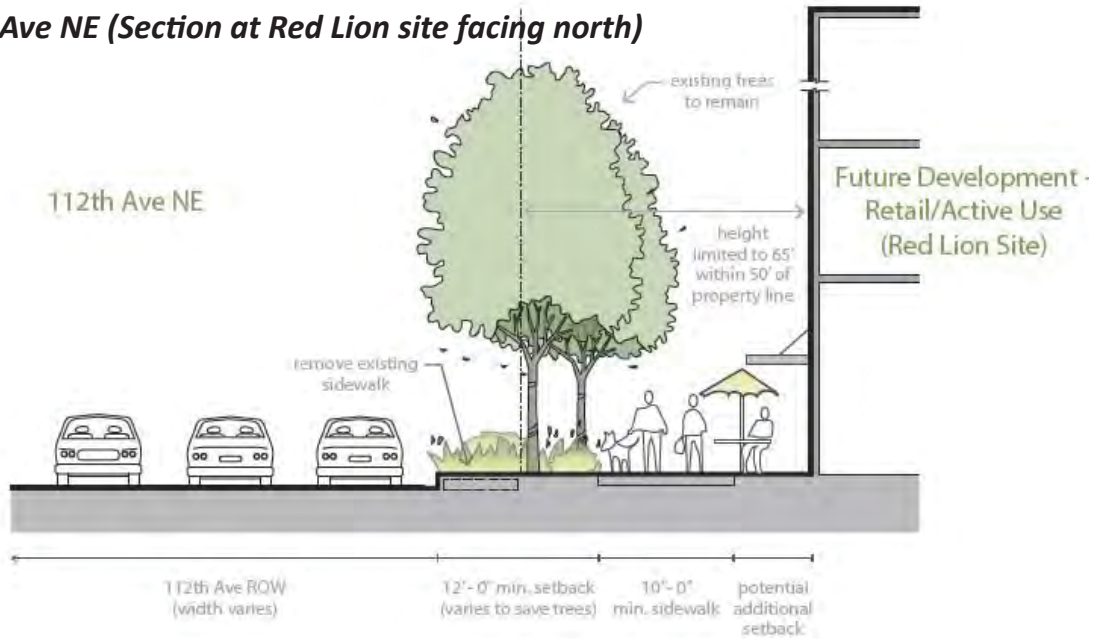 Ave NE (Section at Red Lion site facing north)
existing trees
to remain
112th Ave NE
Future Development -
Retail/Active Use
(Red Lion Site)
height
limited to 65'
within 50' of
property line
remove existing
sidewalk
112th Ave ROW
(width varies)
12'- 0" min. setback
(varies to save trees)
10'- 0"
min. sidewalk
potential
additional
setback